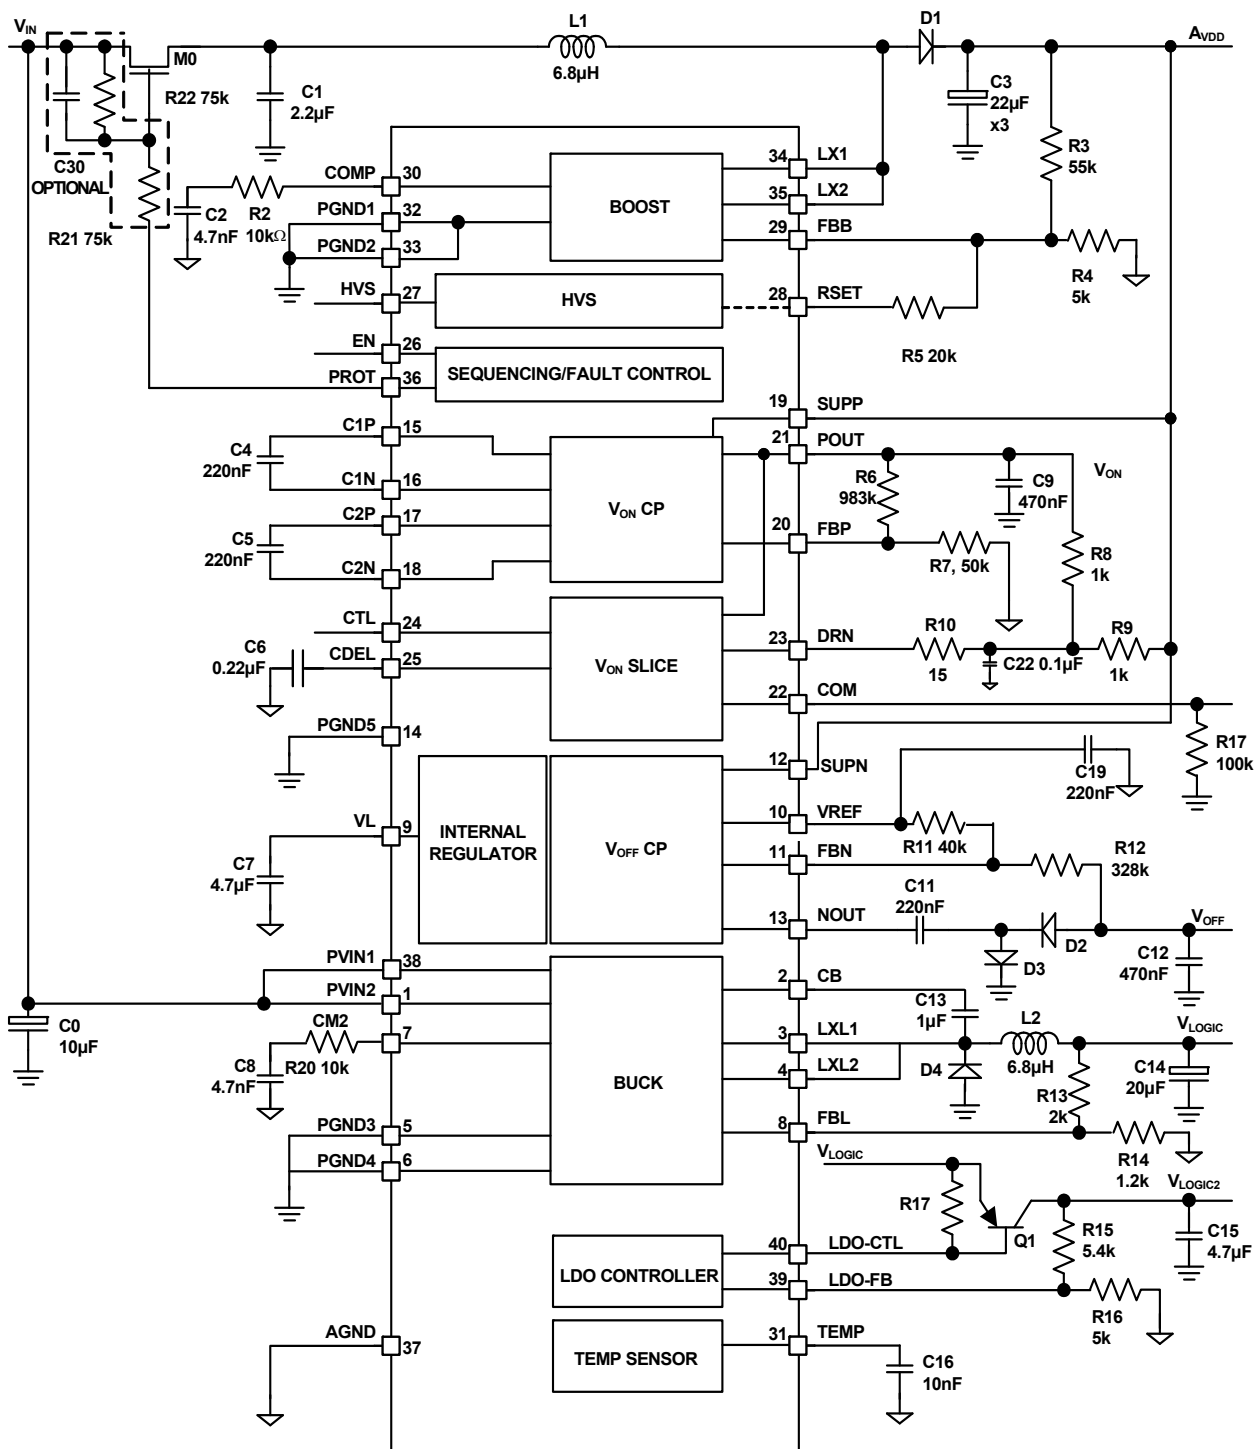 VIN
M0
R22 75k
C30
OPTIONAL
R21 75k
C1
2.2µF
L1
6.8µH
D1
AVDD
C3
22µF
x3
R3
55k
R4
5k
C2
4.7nF
R2
10kΩ
COMP
30
PGND1
32
PGND2
33
BOOST
34
LX1
35
LX2
29
FBB
HVS
27
HVS
28
RSET
R5 20k
EN
26
PROT
36
SEQUENCING/FAULT CONTROL
19
SUPP
C4
220nF
C1P
15
C1N
16
C5
220nF
C2P
17
C2N
18
VON CP
21
POUT
20
FBP
R6
983k
C9
470nF
VON
R7, 50k
R8
1k
CTL
24
C6
0.22µF
CDEL
25
PGND5
14
VON SLICE
23
DRN
R10
15
C22 0.1µF
R9
1k
22
COM
R17
100k
12
SUPN
C19
220nF
VL
9
C7
4.7µF
INTERNAL
REGULATOR
VOFF CP
10
VREF
R11 40k
11
FBN
R12
328k
13
NOUT
C11
220nF
D3
D2
VOFF
C12
470nF
PVIN1
38
PVIN2
1
C0
10µF
CM2
7
R20 10k
C8
4.7nF
PGND3
5
PGND4
6
BUCK
2
CB
C13
1µF
3
LXL1
4
LXL2
D4
L2
6.8µH
VLOGIC
R13
2k
C14
20µF
8
FBL
R14
1.2k
VLOGIC
R17
Q1
VLOGIC2
R15
5.4k
C15
4.7µF
LDO CONTROLLER
40
LDO-CTL
39
LDO-FB
R16
5k
AGND
37
TEMP SENSOR
31
TEMP
C16
10nF